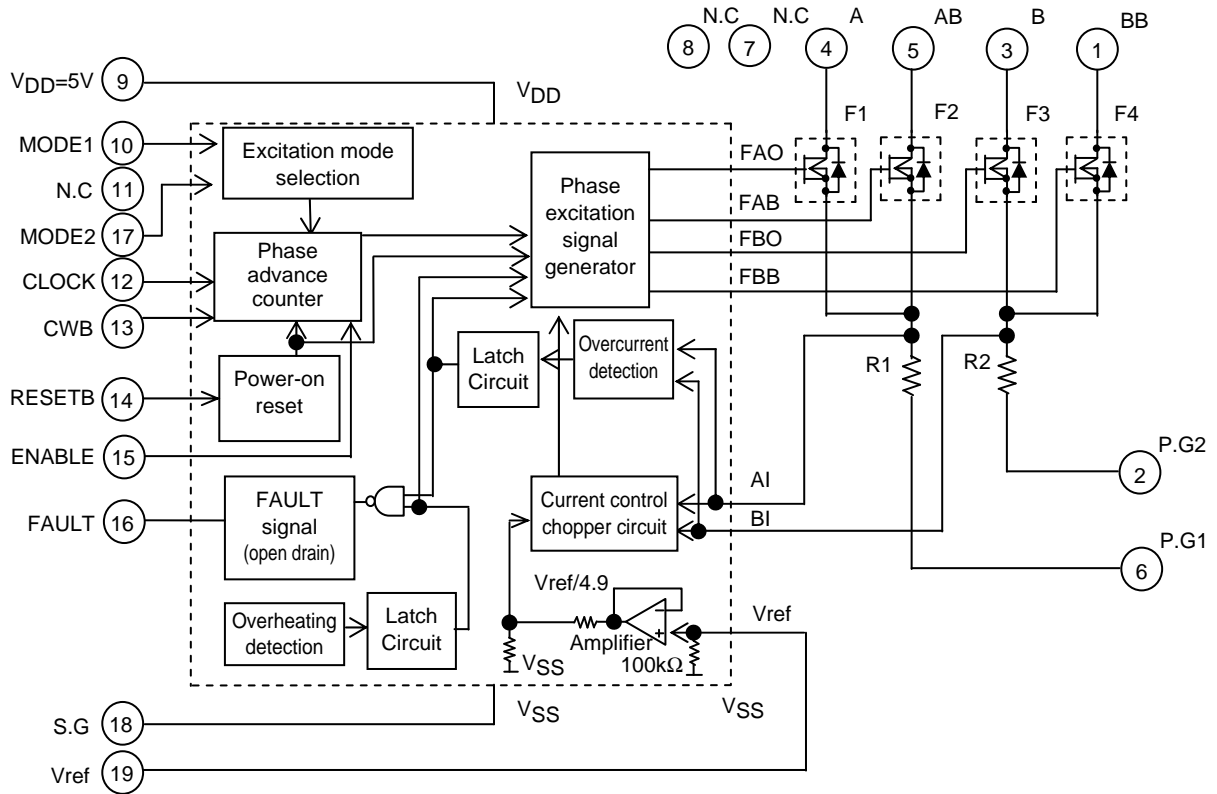 N.C
N.C
A
AB
B
BB
8
7
4
5
3
1
VDD=5V
9
VDD
MODE1
10
N.C
11
MODE2
17
CLOCK
12
CWB
13
RESETB
14
ENABLE
15
FAULT
16
Excitation mode
selection
Phase
advance
counter
Power-on
reset
Phase
excitation
signal
generator
FAO
FAB
FBO
FBB
F1
F2
F3
F4
Latch
Circuit
Overcurrent
detection
R1
R2
P.G2
2
P.G1
6
FAULT
signal
(open drain)
Current control
chopper circuit
AI
BI
Overheating
detection
Latch
Circuit
Vref/4.9
Amplifier
Vref
100kΩ
VSS
VSS
VSS
S.G
18
Vref
19